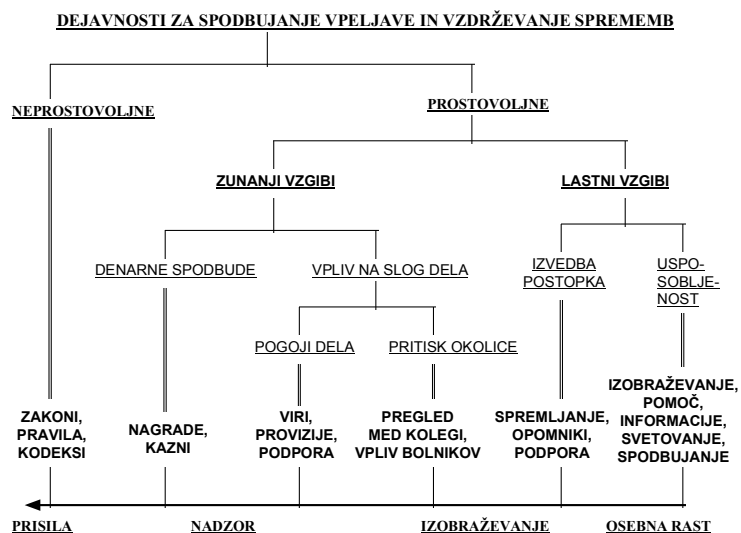 DEJAVNOSTI ZA SPODBUJANJE VPELJAVE IN VZDRŽEVANJE SPREMEMB
NEPROSTOVOLJNE
PROSTOVOLJNE
ZUNANJI VZGIBI
LASTNI VZGIBI
DENARNE SPODBUDE
VPLIV NA SLOG DELA
IZVEDBA
POSTOPKA
USPO-
SOBLJE-
NOST
POGOJI DELA
PRITISK OKOLICE
ZAKONI,
PRAVILA,
KODEKSI
NAGRADE,
KAZNI
VIRI,
PROVIZIJE,
PODPORA
PREGLED
MED KOLEGI,
VPLIV BOLNIKOV
SPREMLJANJE,
OPOMNIKI,
PODPORA
IZOBRAŽEVANJE,
POMOČ,
INFORMACIJE,
SVETOVANJE,
SPODBUJANJE
PRISILA
NADZOR
IZOBRAŽEVANJE
OSEBNA RAST